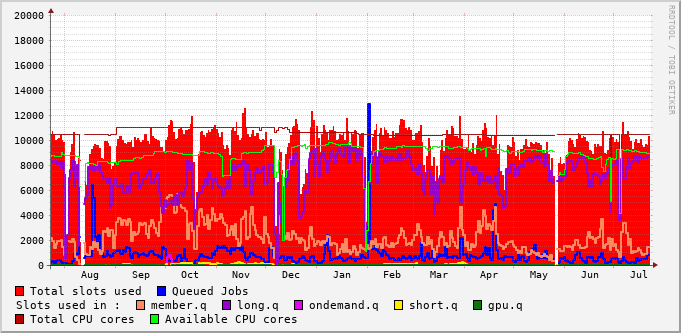 20000
18000
16000
14000
12000
10000
8000
6000
4000
2000
0
Aug Sep Oct Nov Dec Jan Feb Mar Apr May Jun Jul
RRDTOOL / TOBI OETIKER
Total slots used Queued Jobs
Slots used in : member.q long.q ondemand.q short.q gpu.q
Total CPU cores Available CPU cores